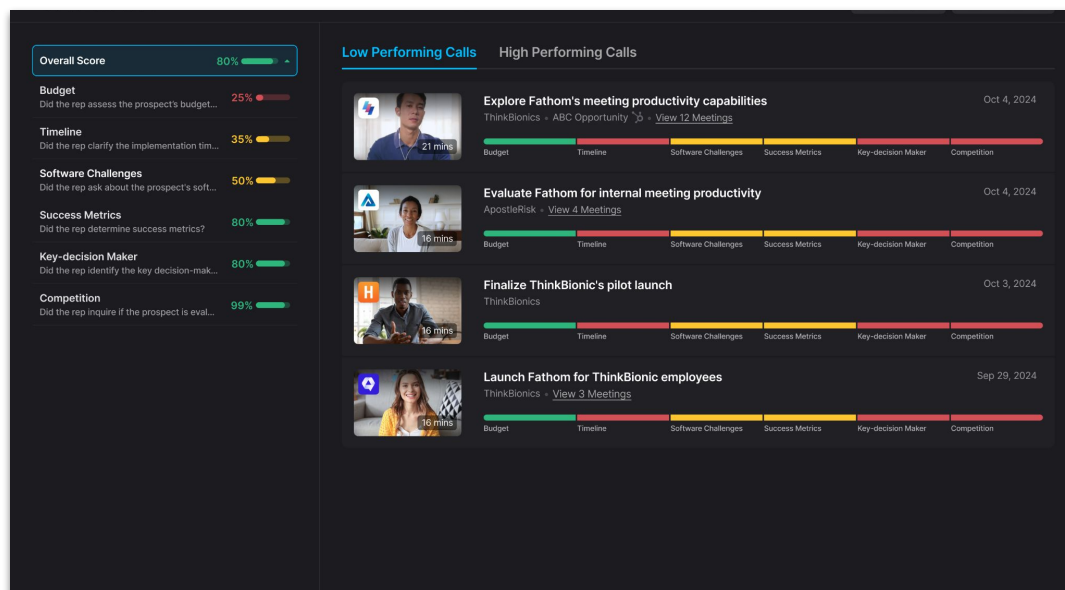 Overall Score 80%
Budget
Did the rep assess the prospect's budget... 25%
Timeline
Did the rep clarify the implementation tim... 35%
Software Challenges
Did the rep ask about the prospect's soft... 50%
Success Metrics
Did the rep determine success metrics? 80%
Key-decision Maker
Did the rep identify the key decision-mak... 80%
Competition
Did the rep inquire if the prospect is eval... 99%
Low Performing Calls High Performing Calls
Explore Fathom's meeting productivity capabilities Oct 4, 2024
ThinkBionics • ABC Opportunity • View 12 Meetings
21 mins
Budget Timeline Software Challenges Success Metrics Key-decision Maker Competition
Evaluate Fathom for internal meeting productivity Oct 4, 2024
ApostleRisk • View 4 Meetings
16 mins
Budget Timeline Software Challenges Success Metrics Key-decision Maker Competition
H
Finalize ThinkBionic's pilot launch Oct 3, 2024
ThinkBionics
16 mins
Budget Timeline Software Challenges Success Metrics Key-decision Maker Competition
Launch Fathom for ThinkBionic employees Sep 29, 2024
ThinkBionics • View 3 Meetings
16 mins
Budget Timeline Software Challenges Success Metrics Key-decision Maker Competition